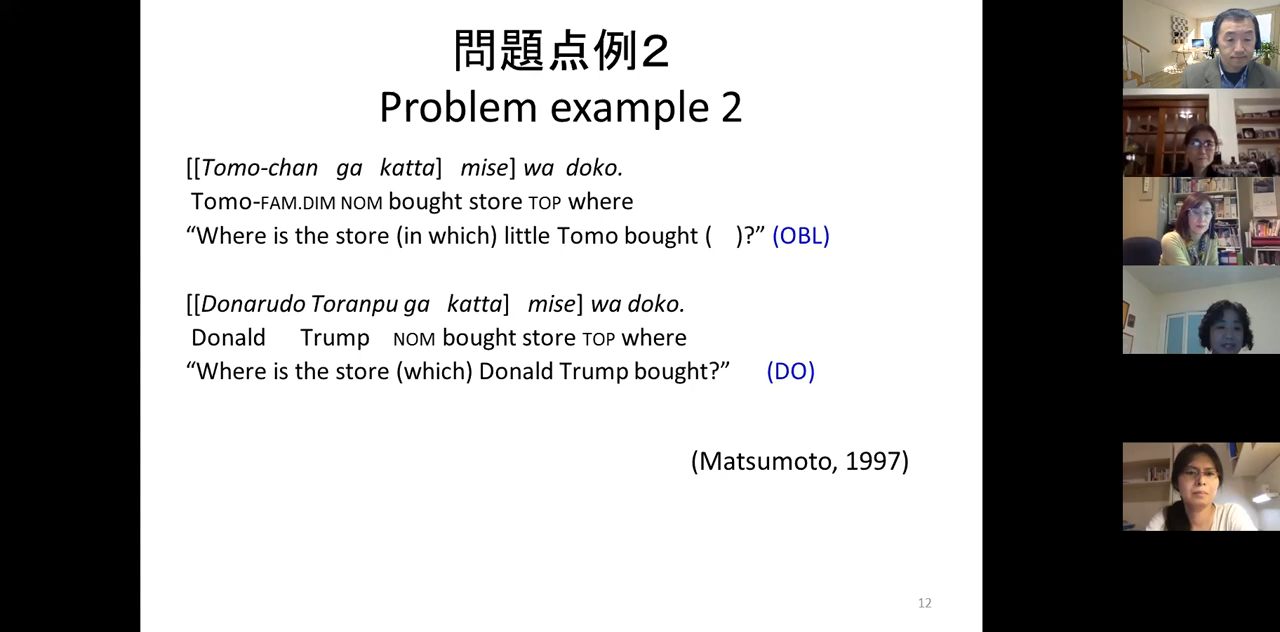 問題点例２
Problem example 2
[[Tomo-chan ga katta] mise] wa doko.
Tomo-FAM.DIM NOM bought store TOP where
“Where is the store (in which) little Tomo bought ( )?” (OBL)
[[Donarudo Toranpu ga katta] mise] wa doko.
Donald Trump NOM bought store TOP where
“Where is the store (which) Donald Trump bought?” (DO)
(Matsumoto, 1997)
12